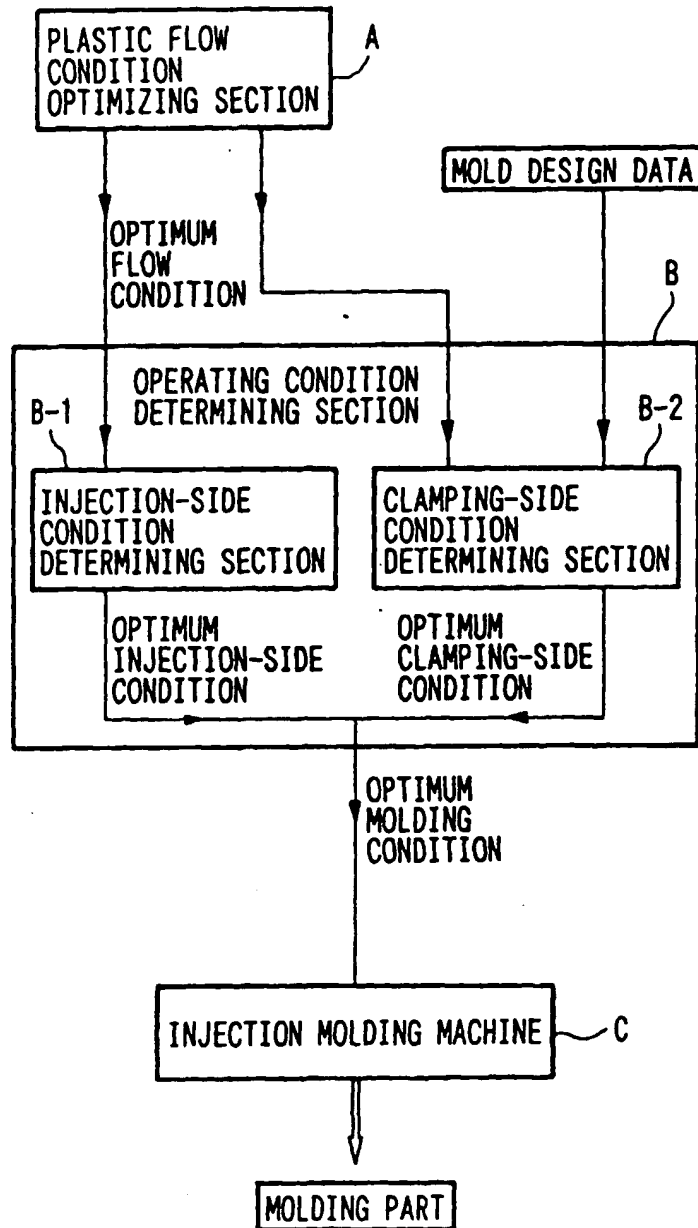 PLASTIC FLOW
CONDITION
OPTIMIZING SECTION
A
MOLD DESIGN DATA
OPTIMUM
FLOW
CONDITION
B
OPERATING CONDITION
DETERMINING SECTION
B-1
B-2
INJECTION-SIDE
CONDITION
DETERMINING SECTION
CLAMPING-SIDE
CONDITION
DETERMINING SECTION
OPTIMUM
INJECTION-SIDE
CONDITION
OPTIMUM
CLAMPING-SIDE
CONDITION
OPTIMUM
MOLDING
CONDITION
INJECTION MOLDING MACHINE
C
MOLDING PART